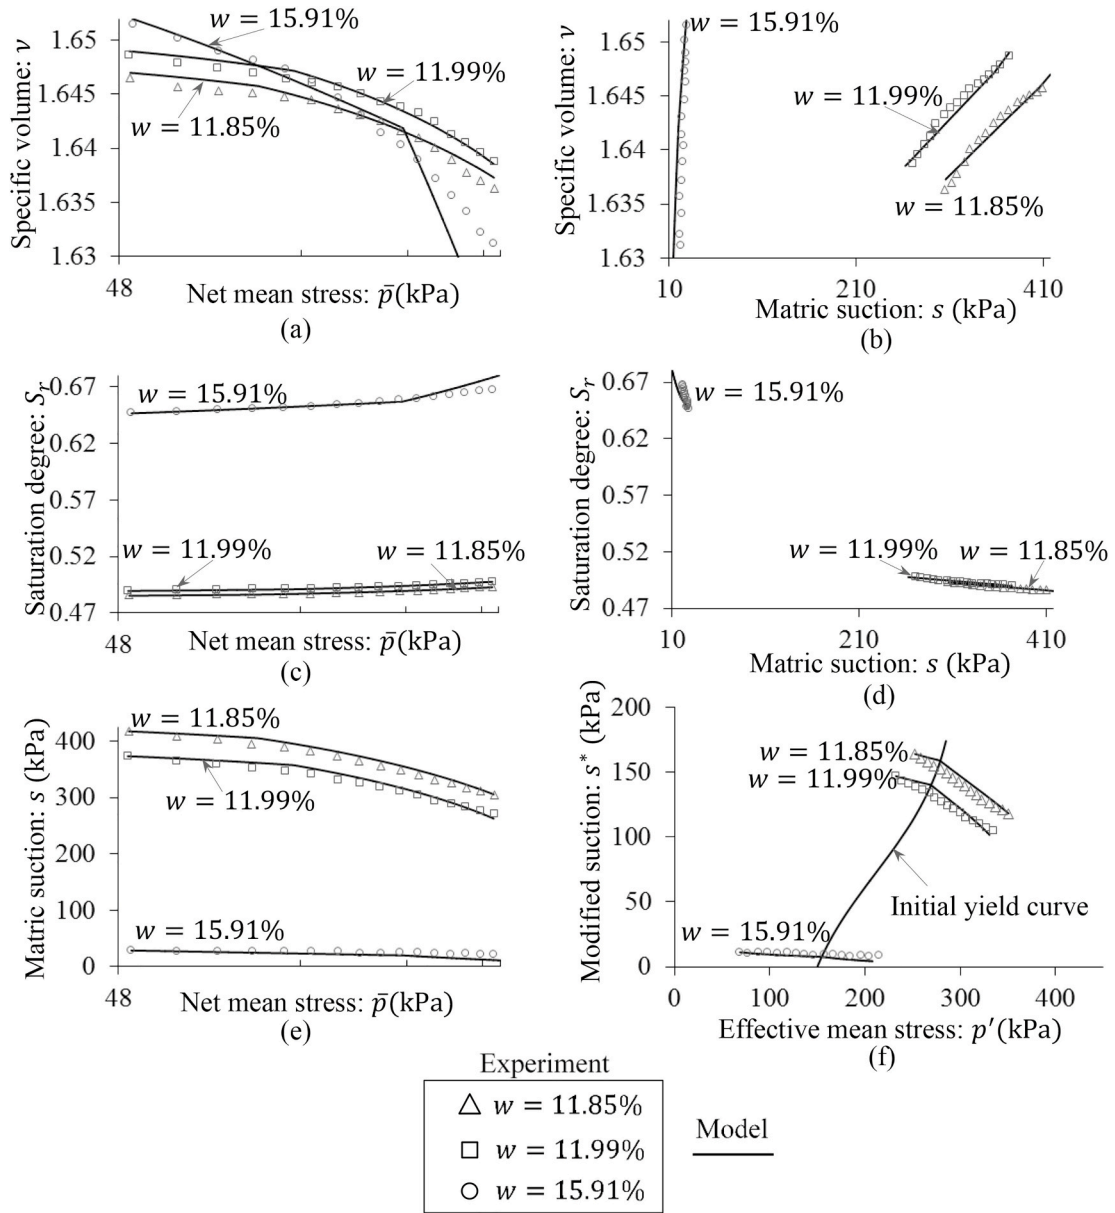 Specific volume: v
1.65
1.645
1.64
1.635
1.63
w = 15.91%
w = 11.99%
w = 11.85%
48
Net mean stress: p̄(kPa)
(a)
Specific volume: v
1.65
1.645
1.64
1.635
1.63
w = 15.91%
w = 11.99%
w = 11.85%
10
210
410
Matric suction: s (kPa)
(b)
Saturation degree: Sᵣ
0.67
0.62
0.57
0.52
0.47
w = 15.91%
w = 11.99%
w = 11.85%
48
Net mean stress: p̄(kPa)
(c)
Saturation degree: Sᵣ
0.67
0.62
0.57
0.52
0.47
w = 15.91%
w = 11.99%
w = 11.85%
10
210
410
Matric suction: s (kPa)
(d)
Matric suction: s (kPa)
400
300
200
100
0
w = 11.85%
w = 11.99%
w = 15.91%
48
Net mean stress: p̄(kPa)
(e)
Modified suction: s* (kPa)
200
150
100
50
0
w = 11.85%
w = 11.99%
Initial yield curve
w = 15.91%
0
100
200
300
400
Effective mean stress: p′(kPa)
(f)
Experiment
w = 11.85%
w = 11.99%
w = 15.91%
Model